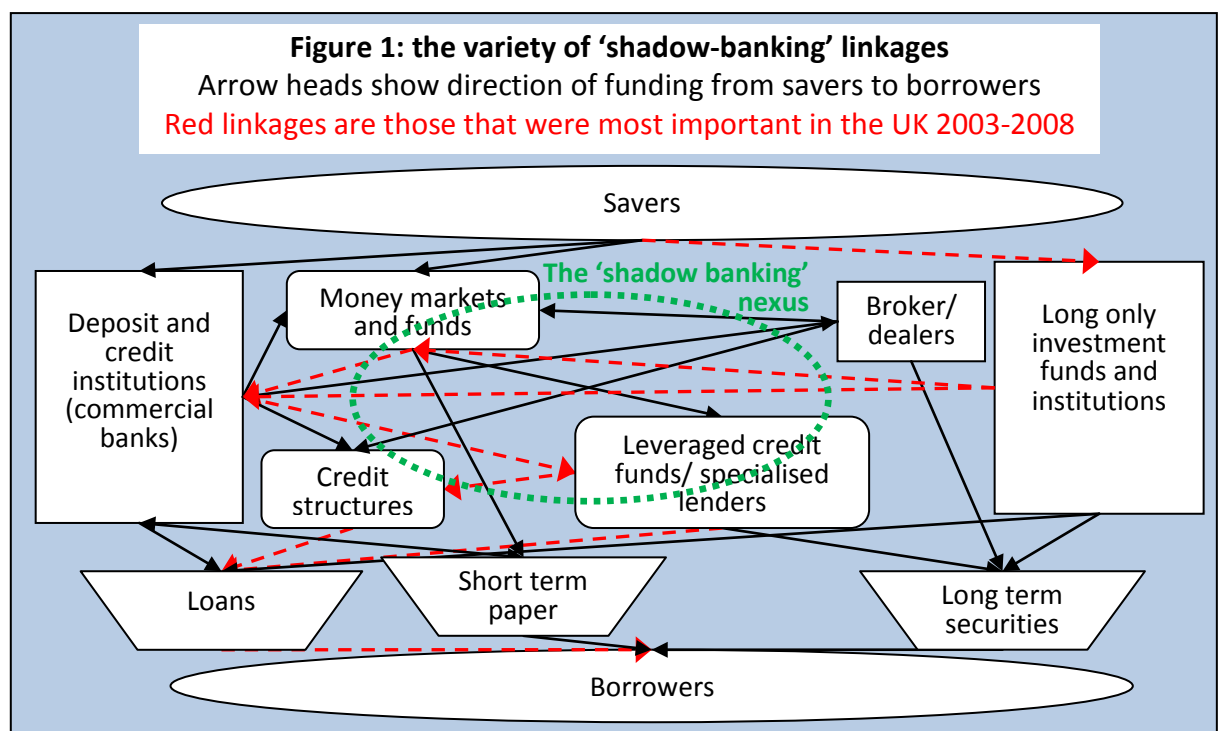 Figure 1: the variety of ‘shadow-banking’ linkages
Arrow heads show direction of funding from savers to borrowers
Red linkages are those that were most important in the UK 2003-2008
Savers
The ‘shadow banking’
nexus
Deposit and
credit
institutions
(commercial
banks)
Money markets
and funds
Broker/
dealers
Long only
investment
funds and
institutions
Credit
structures
Leveraged credit
funds/ specialised
lenders
Loans
Short term
paper
Long term
securities
Borrowers